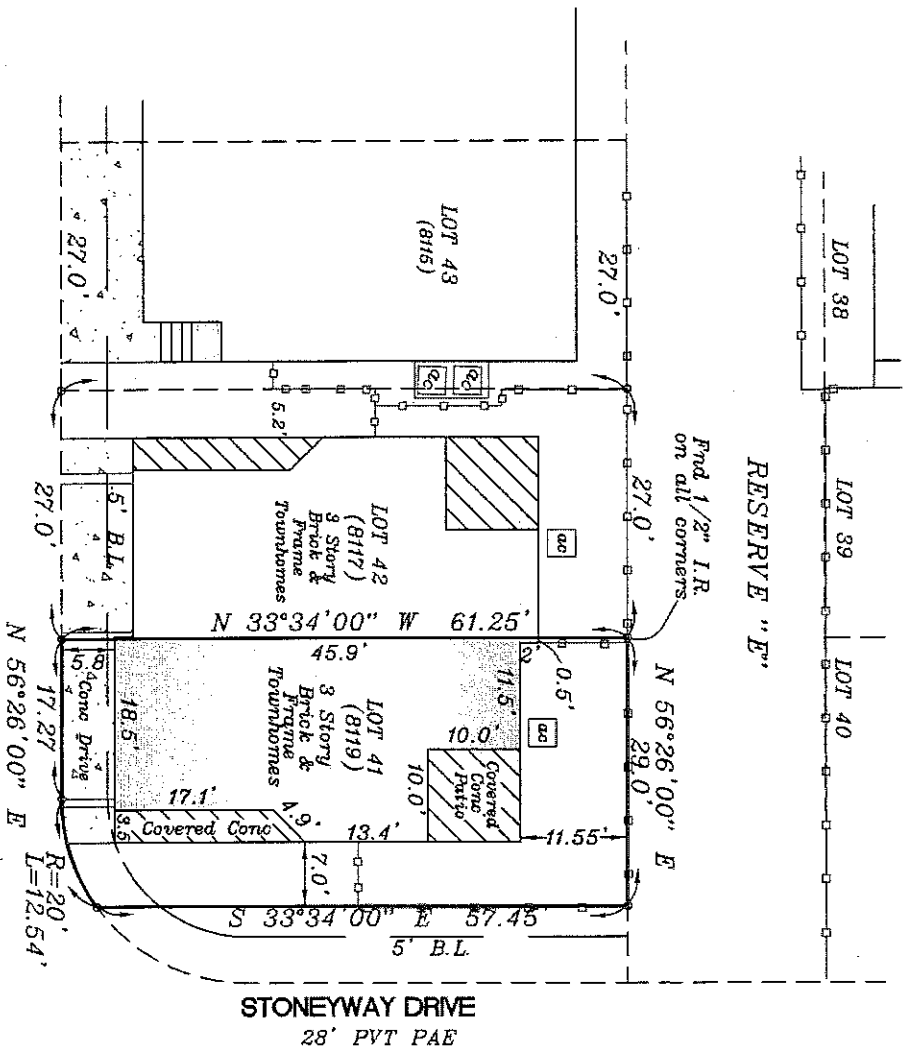 LOT 38
LOT 39
LOT 40
RESERVE "E"
Fnd 1/2" I.R.
on all corners
27.0'
27.0'
N 56°26'00" E
29.0'
LOT 43
(8115)
ac
ac
27.0'
5.2'
ac
LOT 42
(8117)
3 Story
Brick &
Frame
Townhomes
5' B.L.
27.0'
N 33°34'00" W 61.25'
45.9'
2'
0.5'
ac
11.5'
LOT 41
(8119)
3 Story
Brick &
Frame
Townhomes
10.0'
10.0'
Covered
Conc
Patio
11.55'
5.8'
Conc Drive
18.5'
17.1'
3.5
Covered Conc
4.9'
13.4'
7.0'
17.27
N 56°26'00" E
R=20'
L=12.54'
S 33°34'00" E 57.45'
5' B.L.
STONEYWAY DRIVE
28' PVT PAE